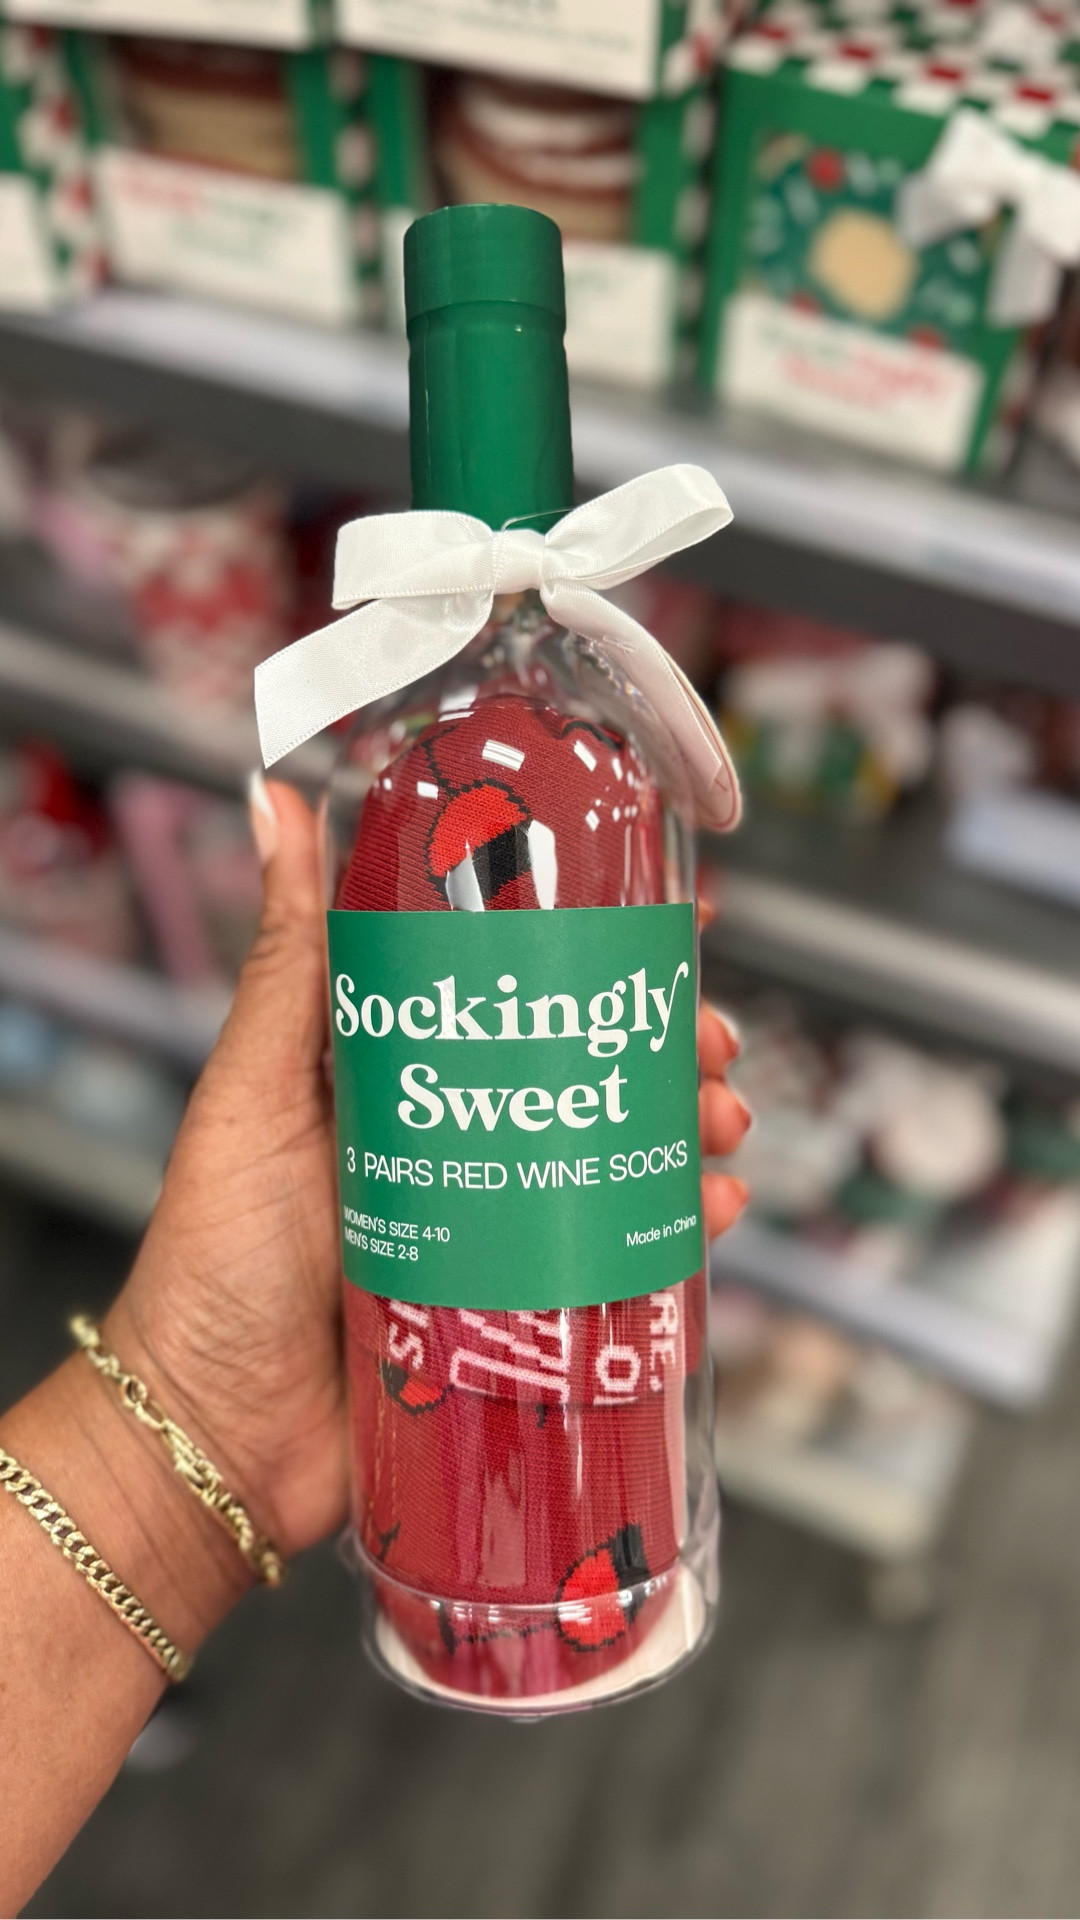 Sockingly
Sweet
3 PAIRS RED WINE SOCKS
WOMEN'S SIZE 4-10
MEN'S SIZE 2-8
Made in China